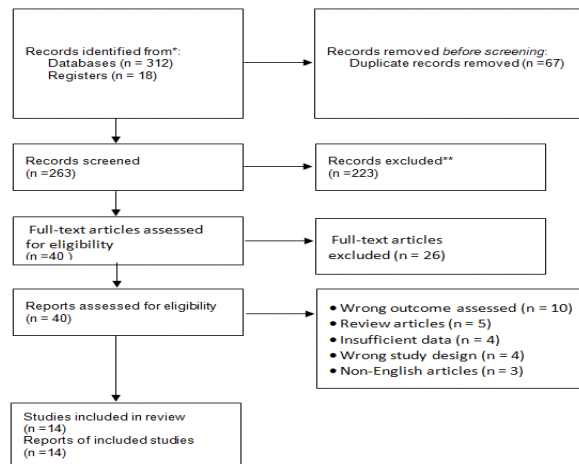 Records identified from*:
Databases (n = 312)
Registers (n = 18)
Records removed before screening:
Duplicate records removed (n =67)
Records screened
(n =263)
Records excluded**
(n =223)
Full-text articles assessed
for eligibility
(n =40 )
Full-text articles
excluded (n = 26)
Reports assessed for eligibility
(n = 40)
• Wrong outcome assessed (n = 10)
• Review articles (n = 5)
• Insufficient data (n = 4)
• Wrong study design (n = 4)
• Non-English articles (n = 3)
Studies included in review
(n =14)
Reports of included studies
(n =14)